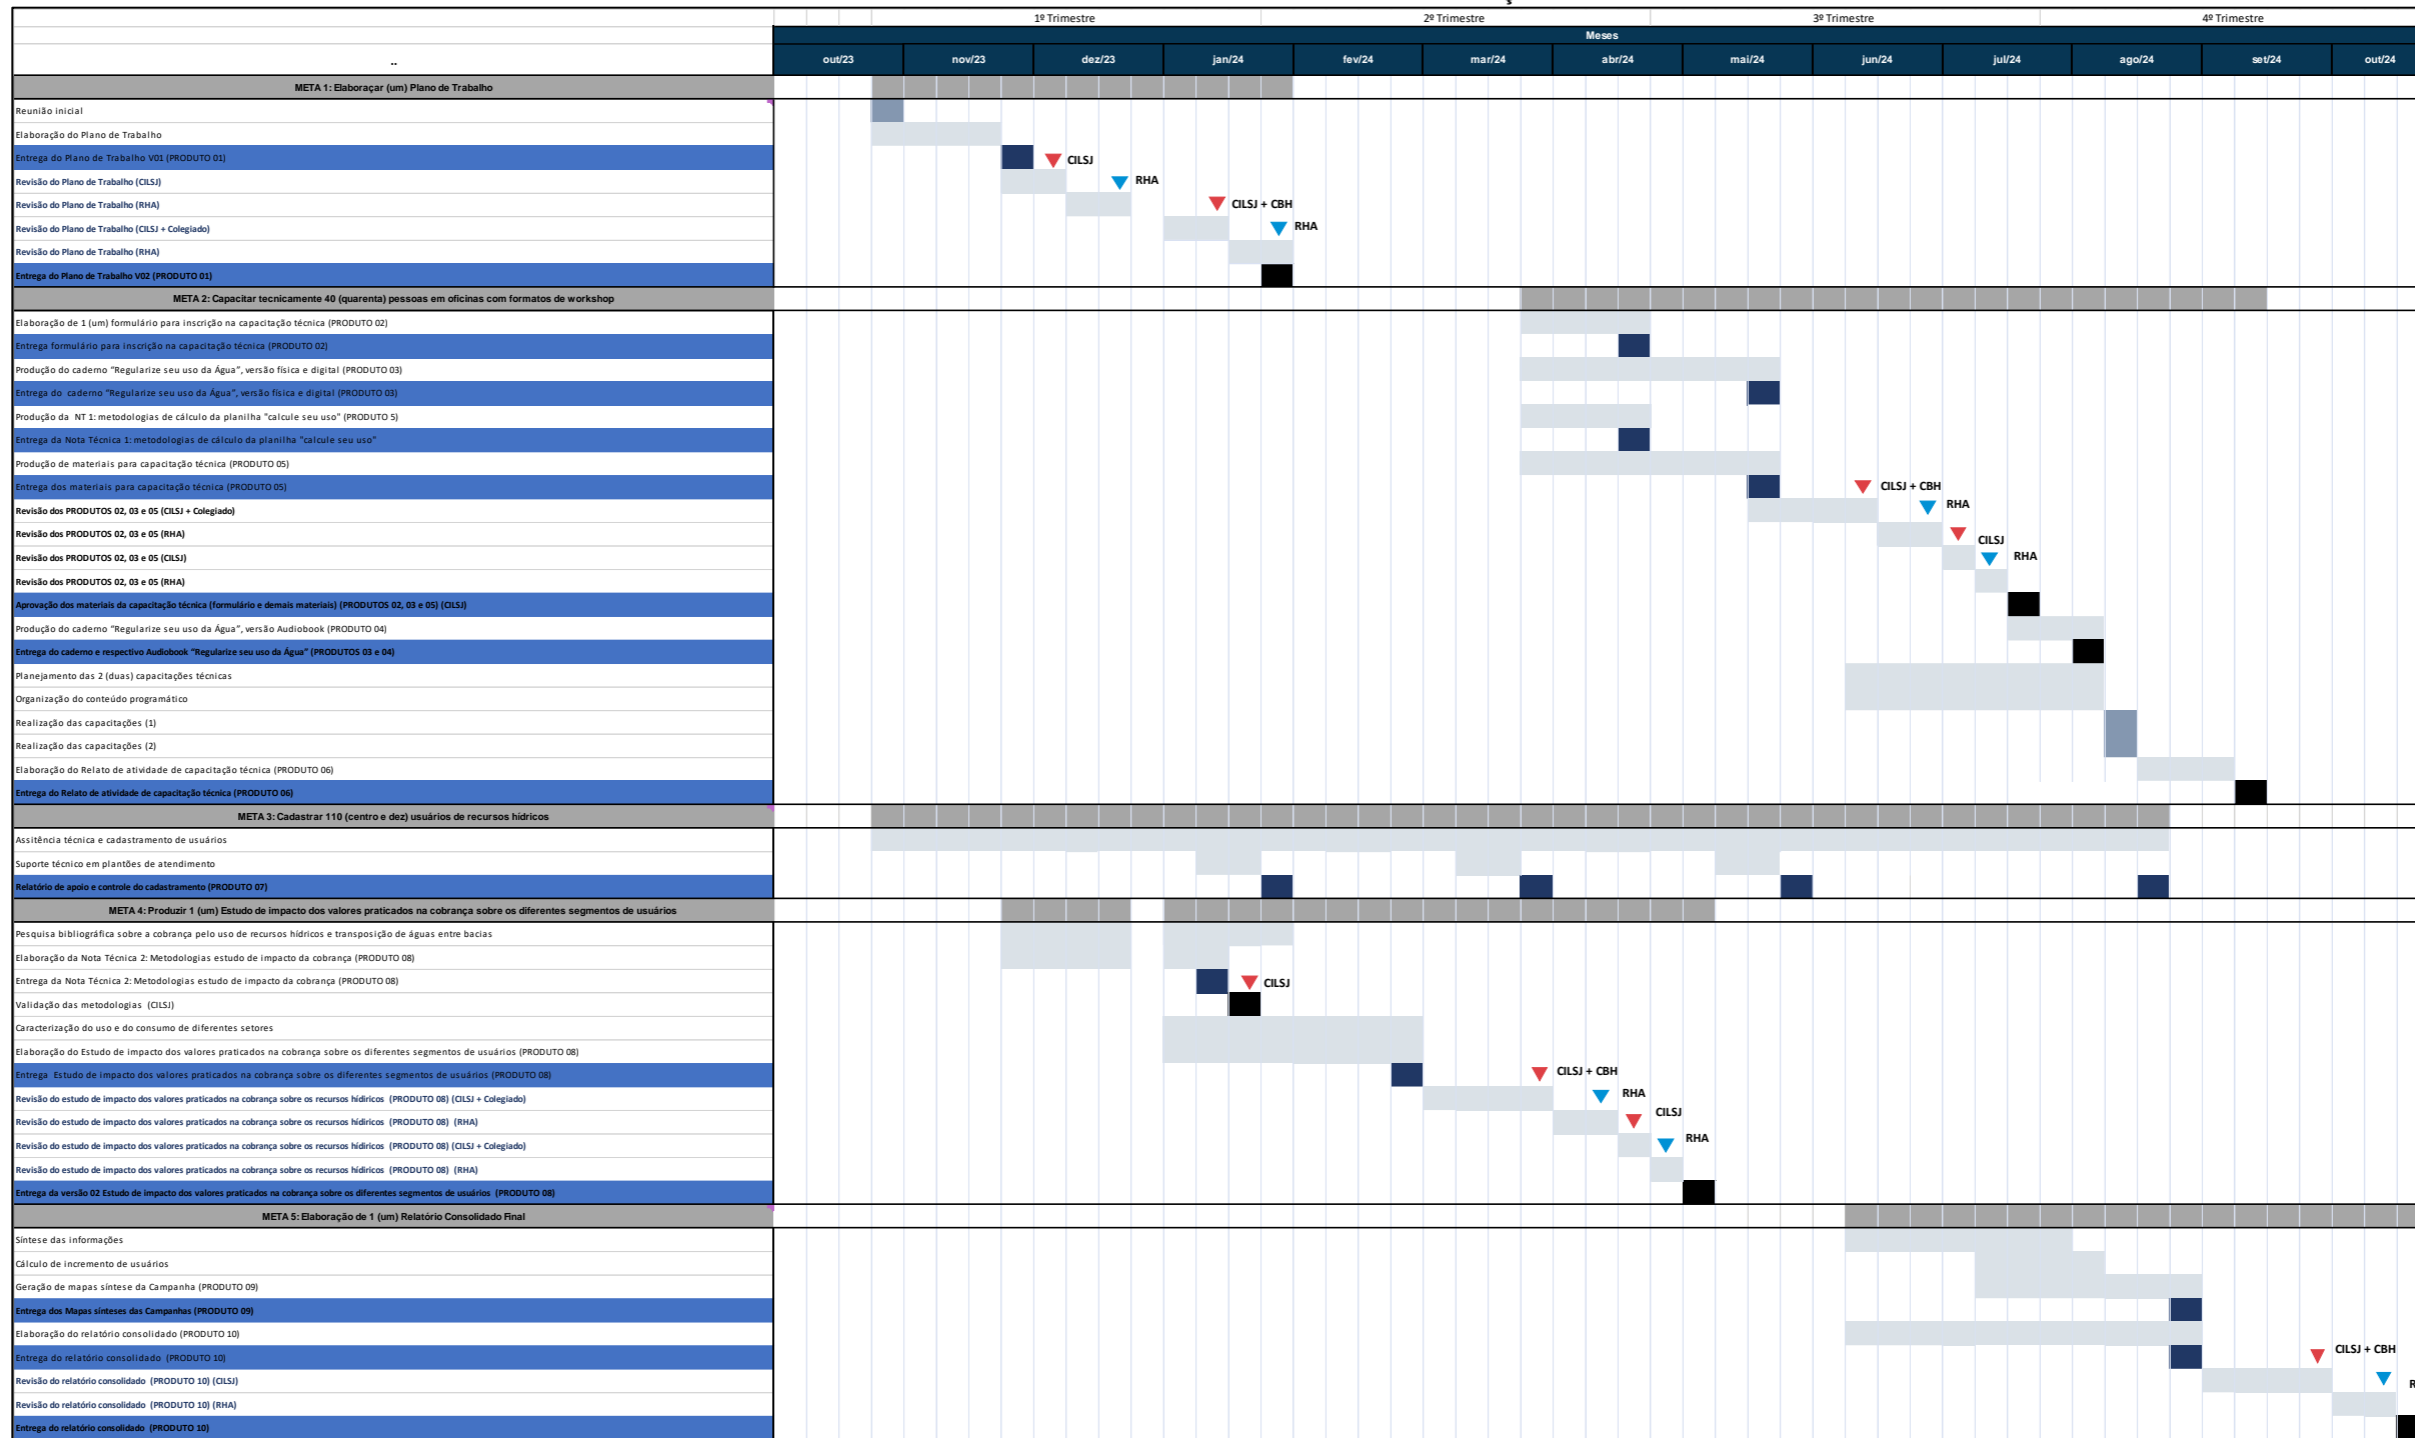 1º Trimestre 2º Trimestre 3º Trimestre 4º Trimestre
Meses
.. out/23 nov/23 dez/23 jan/24 fev/24 mar/24 abr/24 mai/24 jun/24 jul/24 ago/24 set/24 out/24
META 1: Elaboraçar (um) Plano de Trabalho
Reunião inicial
Elaboração do Plano de Trabalho
Entrega do Plano de Trabalho V01 (PRODUTO 01) CILSJ
Revisão do Plano de Trabalho (CILSJ) RHA
Revisão do Plano de Trabalho (RHA) CILSJ + CBH
Revisão do Plano de Trabalho (CILSJ + Colegiado) RHA
Revisão do Plano de Trabalho (RHA)
Entrega do Plano de Trabalho V02 (PRODUTO 01)
META 2: Capacitar tecnicamente 40 (quarenta) pessoas em oficinas com formatos de workshop
Elaboração de 1 (um) formulário para inscrição na capacitação técnica (PRODUTO 02)
Entrega formulário para inscrição na capacitação técnica (PRODUTO 02)
Produção do caderno “Regularize seu uso da Água”, versão física e digital (PRODUTO 03)
Entrega do caderno “Regularize seu uso da Água”, versão física e digital (PRODUTO 03)
Produção da NT 1: metodologias de cálculo da planilha "calcule seu uso" (PRODUTO 5)
Entrega da Nota Técnica 1: metodologias de cálculo da planilha "calcule seu uso"
Produção de materiais para capacitação técnica (PRODUTO 05)
Entrega dos materiais para capacitação técnica (PRODUTO 05) CILSJ + CBH
Revisão dos PRODUTOS 02, 03 e 05 (CILSJ + Colegiado) RHA
Revisão dos PRODUTOS 02, 03 e 05 (RHA) CILSJ
Revisão dos PRODUTOS 02, 03 e 05 (CILSJ) RHA
Revisão dos PRODUTOS 02, 03 e 05 (RHA)
Aprovação dos materiais da capacitação técnica (formulário e demais materiais) (PRODUTOS 02, 03 e 05) (CILSJ)
Produção do caderno “Regularize seu uso da Água”, versão Audiobook (PRODUTO 04)
Entrega do caderno e respectivo Audiobook “Regularize seu uso da Água” (PRODUTOS 03 e 04)
Planejamento das 2 (duas) capacitações técnicas
Organização do conteúdo programático
Realização das capacitações (1)
Realização das capacitações (2)
Elaboração do Relato de atividade de capacitação técnica (PRODUTO 06)
Entrega do Relato de atividade de capacitação técnica (PRODUTO 06)
META 3: Cadastrar 110 (centro e dez) usuários de recursos hídricos
Assitência técnica e cadastramento de usuários
Suporte técnico em plantões de atendimento
Relatório de apoio e controle do cadastramento (PRODUTO 07)
META 4: Produzir 1 (um) Estudo de impacto dos valores praticados na cobrança sobre os diferentes segmentos de usuários
Pesquisa bibliográfica sobre a cobrança pelo uso de recursos hídricos e transposição de águas entre bacias
Elaboração da Nota Técnica 2: Metodologias estudo de impacto da cobrança (PRODUTO 08)
Entrega da Nota Técnica 2: Metodologias estudo de impacto da cobrança (PRODUTO 08) CILSJ
Validação das metodologias (CILSJ)
Caracterização do uso e do consumo de diferentes setores
Elaboração do Estudo de impacto dos valores praticados na cobrança sobre os diferentes segmentos de usuários (PRODUTO 08)
Entrega Estudo de impacto dos valores praticados na cobrança sobre os diferentes segmentos de usuários (PRODUTO 08) CILSJ + CBH
Revisão do estudo de impacto dos valores praticados na cobrança sobre os recursos hídiricos (PRODUTO 08) (CILSJ + Colegiado) RHA
Revisão do estudo de impacto dos valores praticados na cobrança sobre os recursos hídiricos (PRODUTO 08) (RHA) CILSJ
Revisão do estudo de impacto dos valores praticados na cobrança sobre os recursos hídiricos (PRODUTO 08) (CILSJ + Colegiado) RHA
Revisão do estudo de impacto dos valores praticados na cobrança sobre os recursos hídiricos (PRODUTO 08) (RHA)
Entrega da versão 02 Estudo de impacto dos valores praticados na cobrança sobre os diferentes segmentos de usuários (PRODUTO 08)
META 5: Elaboração de 1 (um) Relatório Consolidado Final
Síntese das informações
Cálculo de incremento de usuários
Geração de mapas síntese da Campanha (PRODUTO 09)
Entrega dos Mapas sínteses das Campanhas (PRODUTO 09)
Elaboração do relatório consolidado (PRODUTO 10)
Entrega do relatório consolidado (PRODUTO 10) CILSJ + CBH
Revisão do relatório consolidado (PRODUTO 10) (CILSJ)
Revisão do relatório consolidado (PRODUTO 10) (RHA)
Entrega do relatório consolidado (PRODUTO 10)